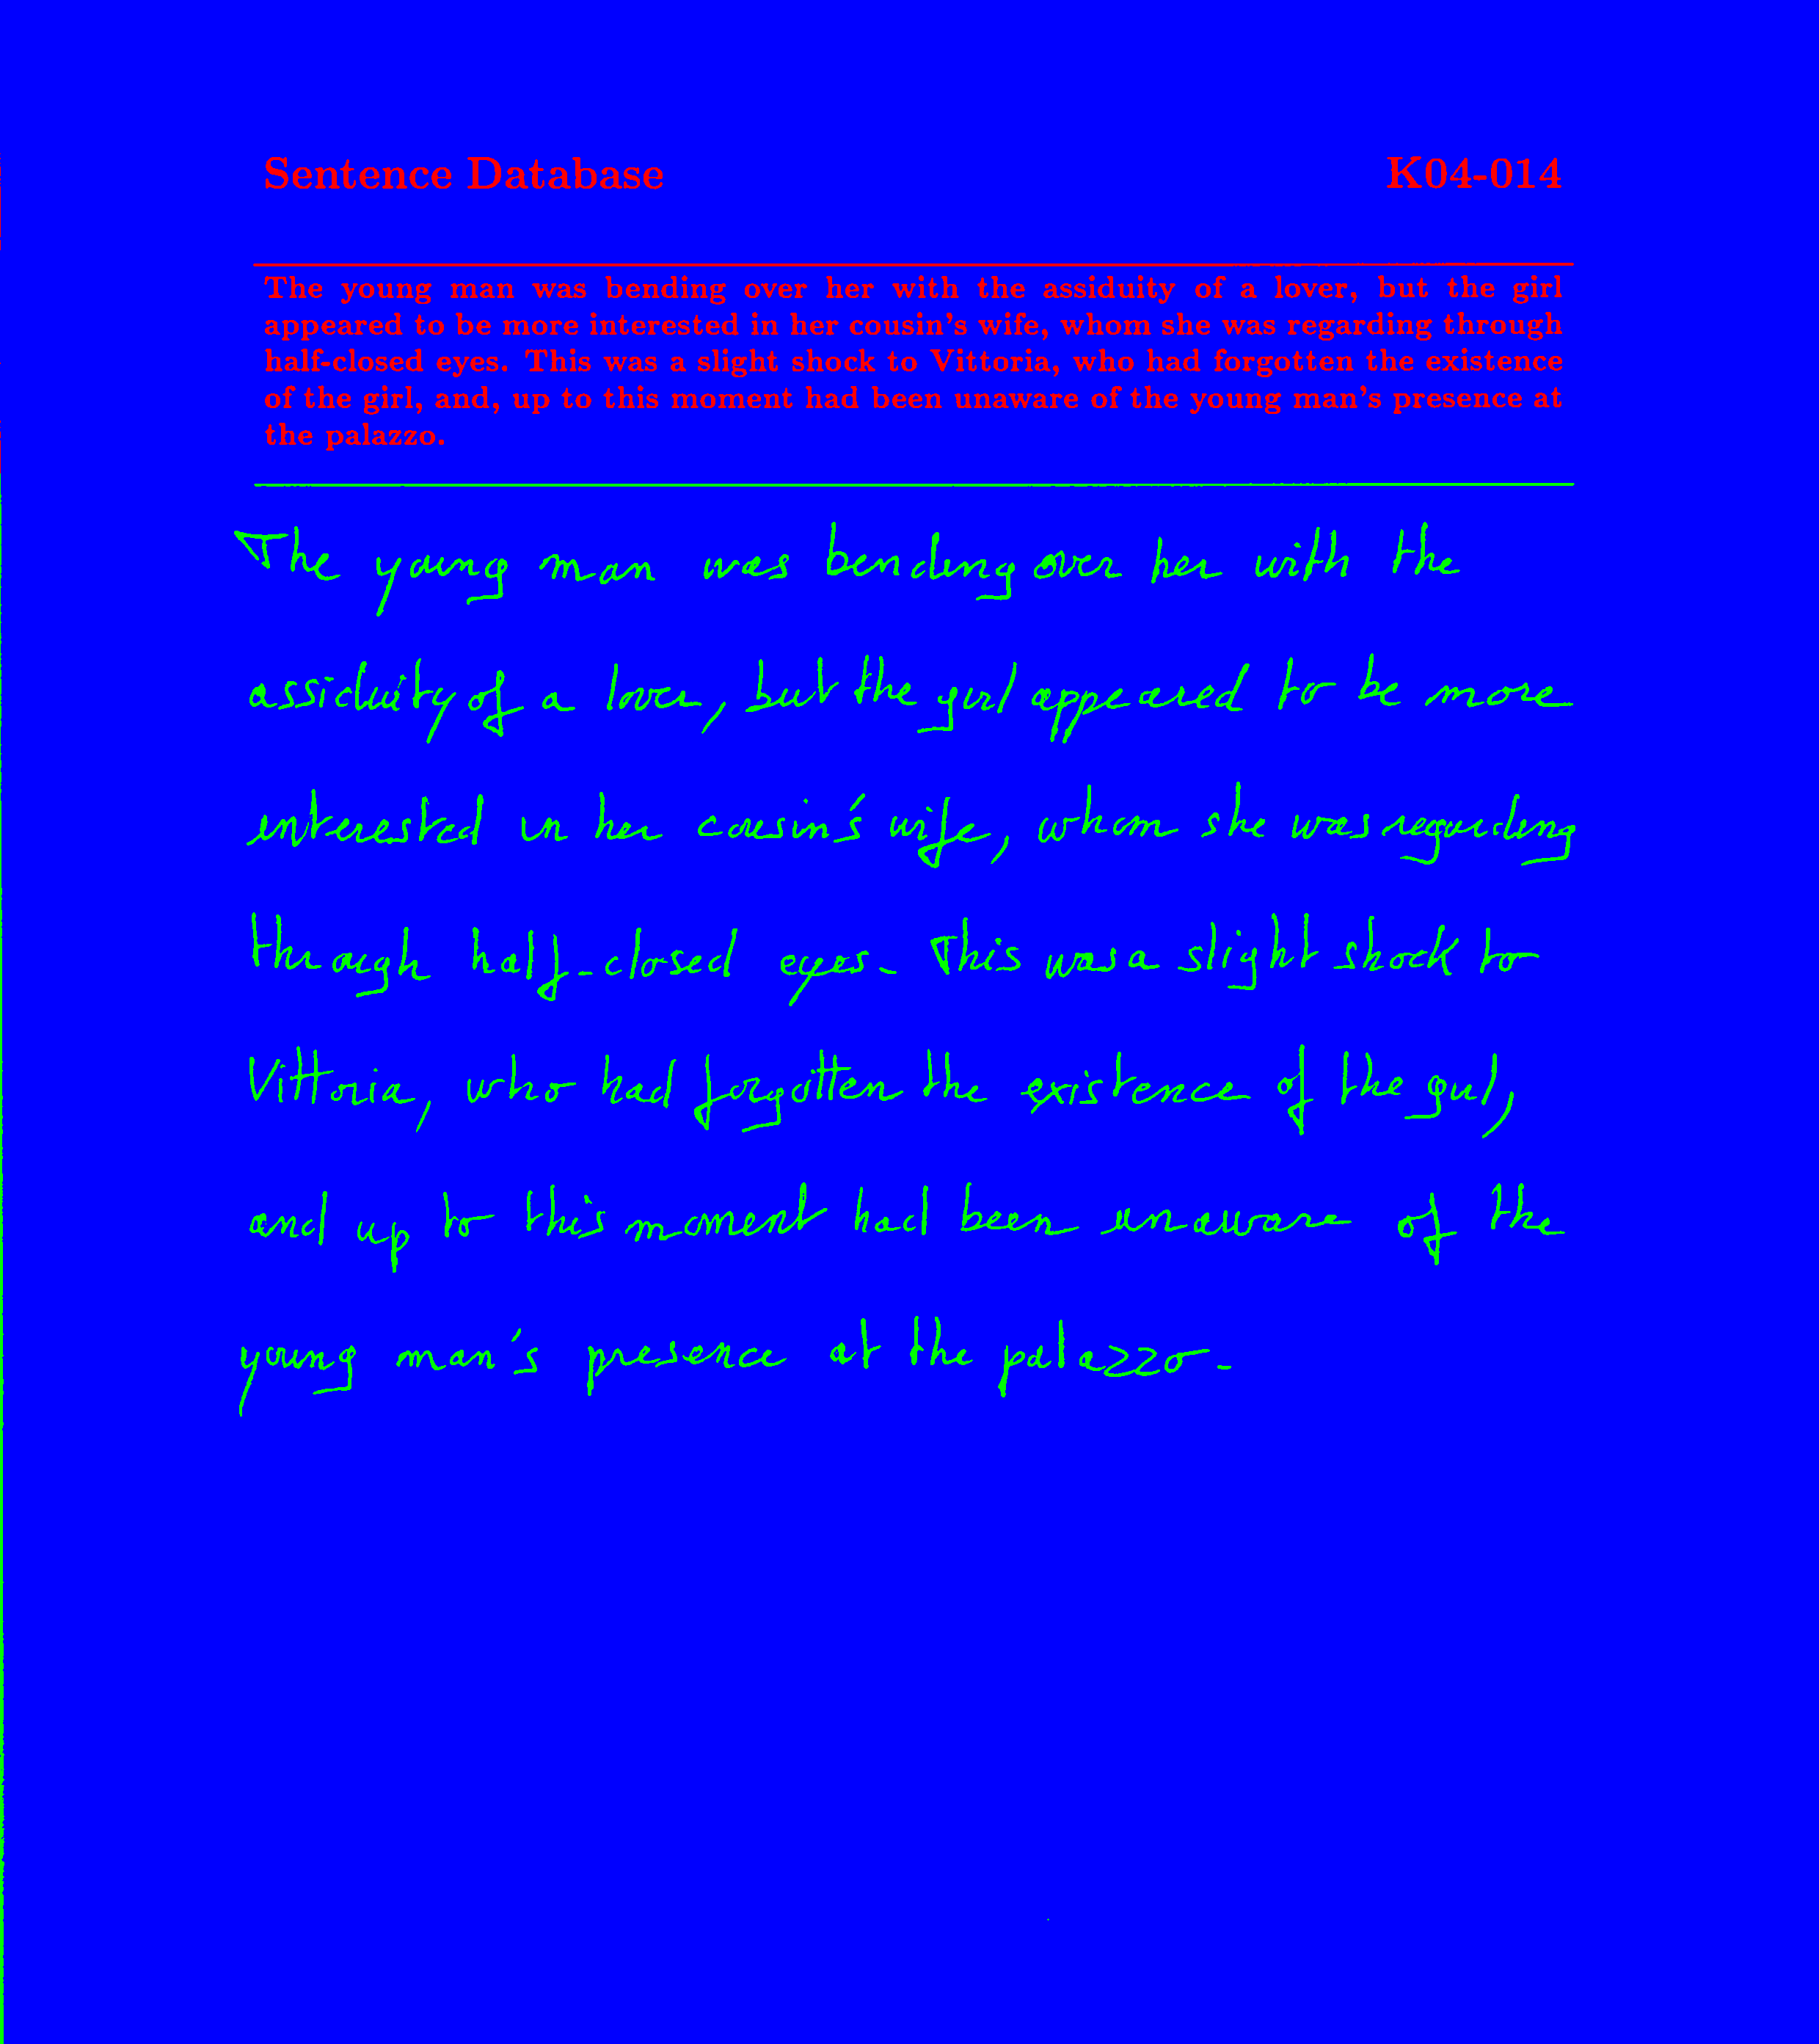 Sentence Database K04-014
The young man was bending over her with the assiduity of a lover, but the girl
appeared to be more interested in her cousin's wife, whom she was regarding through
half-closed eyes. This was a slight shock to Vittoria, who had forgotten the existence
of the girl, and, up to this moment had been unaware of the young man's presence at
the palazzo.
The young man was bending over her with the
assiduity of a lover, but the girl appeared to be more
interested in her cousin's wife, whom she was regarding
through half-closed eyes. This was a slight shock to
Vittoria, who had forgotten the existence of the girl,
and up to this moment had been unaware of the
young man's presence at the palazzo.